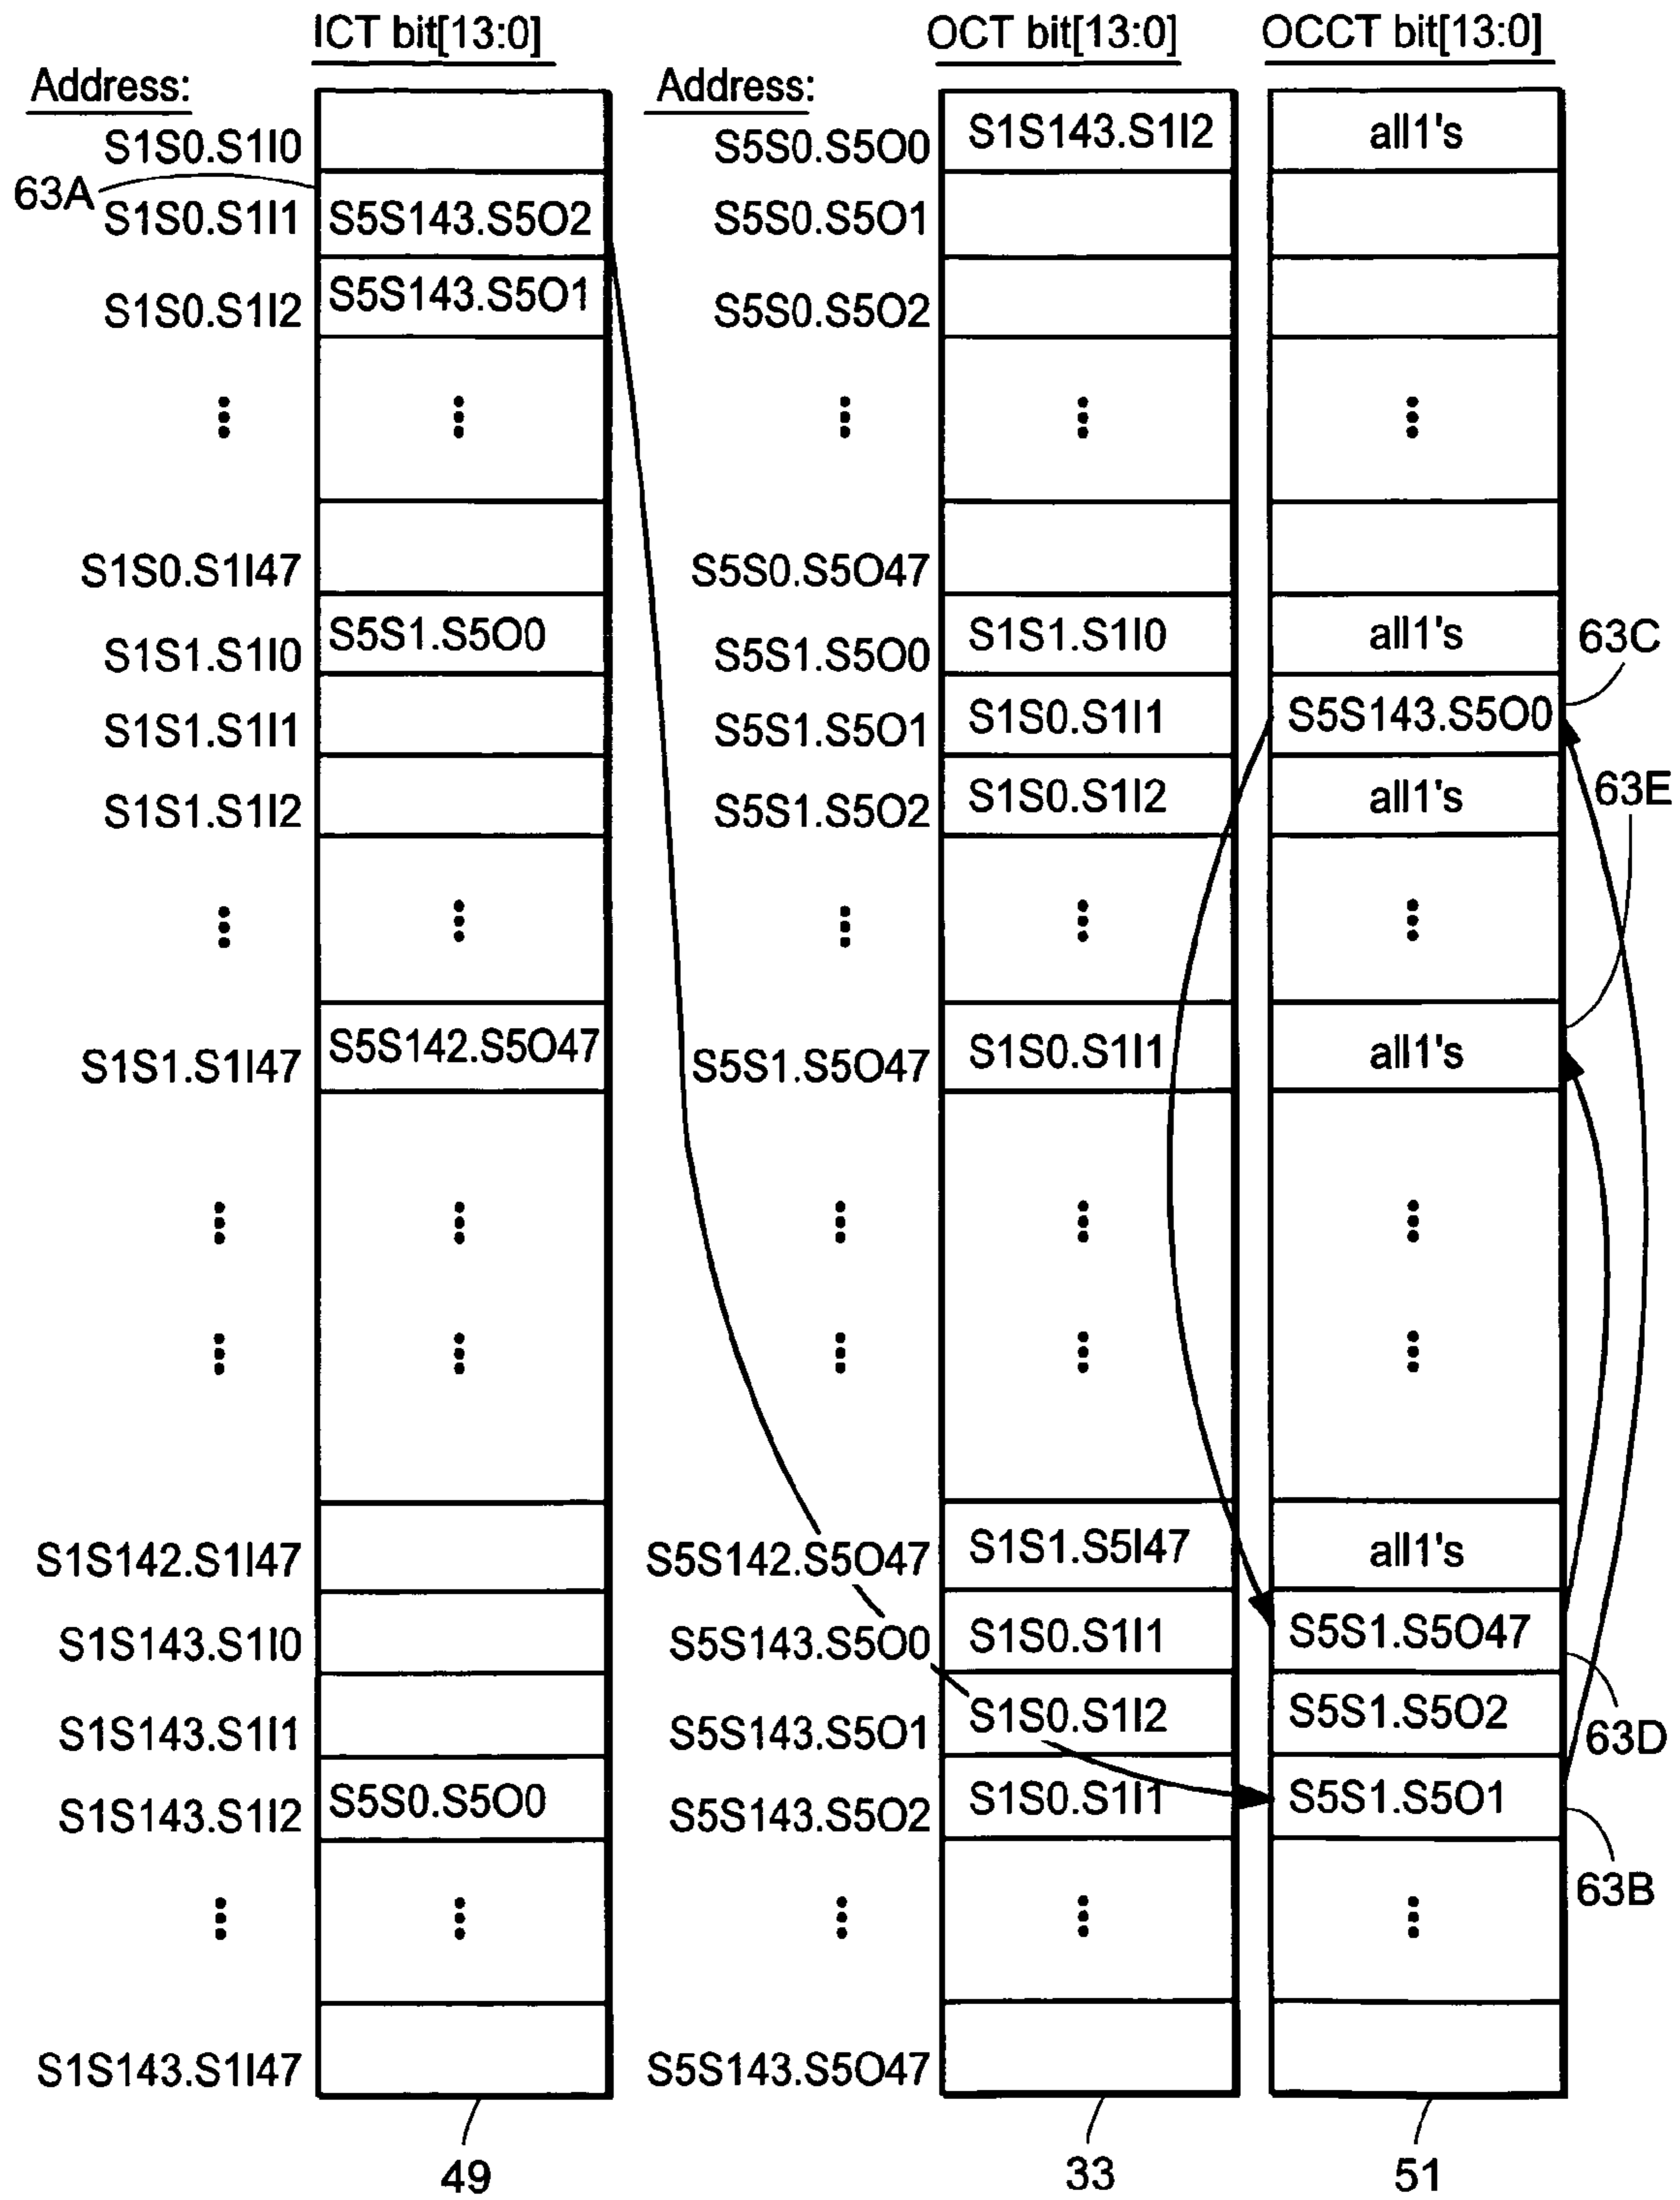 ICT bit[13:0] OCT bit[13:0] OCCT bit[13:0]
Address: Address:
S1S0.S1I0 S5S0.S5O0 S1S143.S1I2 all1's
63A
S1S0.S1I1 S5S143.S5O2 S5S0.S5O1
S1S0.S1I2 S5S143.S5O1 S5S0.S5O2
S1S0.S1I47 S5S0.S5O47
S1S1.S1I0 S5S1.S5O0 S5S1.S5O0 S1S1.S1I0 all1's 63C
S1S1.S1I1 S5S1.S5O1 S1S0.S1I1 S5S143.S5O0
S1S1.S1I2 S5S1.S5O2 S1S0.S1I2 all1's 63E
S1S1.S1I47 S5S142.S5O47 S5S1.S5O47 S1S0.S1I1 all1's
S1S142.S1I47 S5S142.S5O47 S1S1.S5I47 all1's
S1S143.S1I0 S5S143.S5O0 S1S0.S1I1 S5S1.S5O47
S1S143.S1I1 S5S143.S5O1 S1S0.S1I2 S5S1.S5O2 63D
S1S143.S1I2 S5S0.S5O0 S5S143.S5O2 S1S0.S1I1 S5S1.S5O1
63B
S1S143.S1I47 S5S143.S5O47
49 33 51